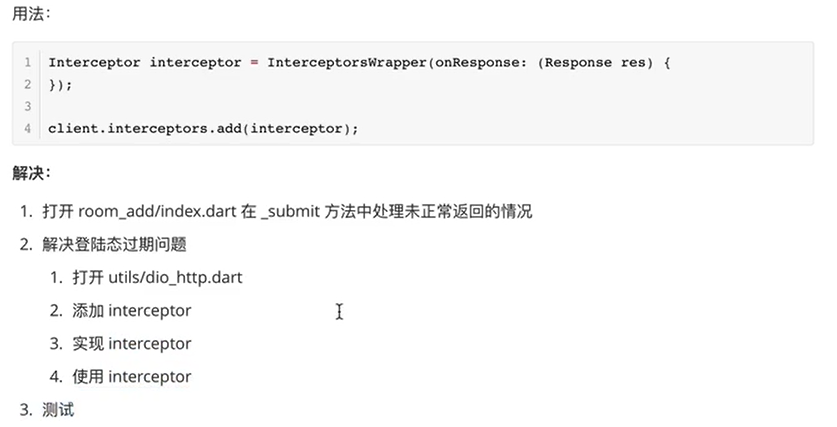 用法：
1 Interceptor interceptor = InterceptorsWrapper(onResponse: (Response res) {
2 });
3
4 client.interceptors.add(interceptor);
解决：
1. 打开 room_add/index.dart 在 _submit 方法中处理未正常返回的情况
2. 解决登陆态过期问题
1. 打开 utils/dio_http.dart
2. 添加 interceptor
3. 实现 interceptor
4. 使用 interceptor
3. 测试